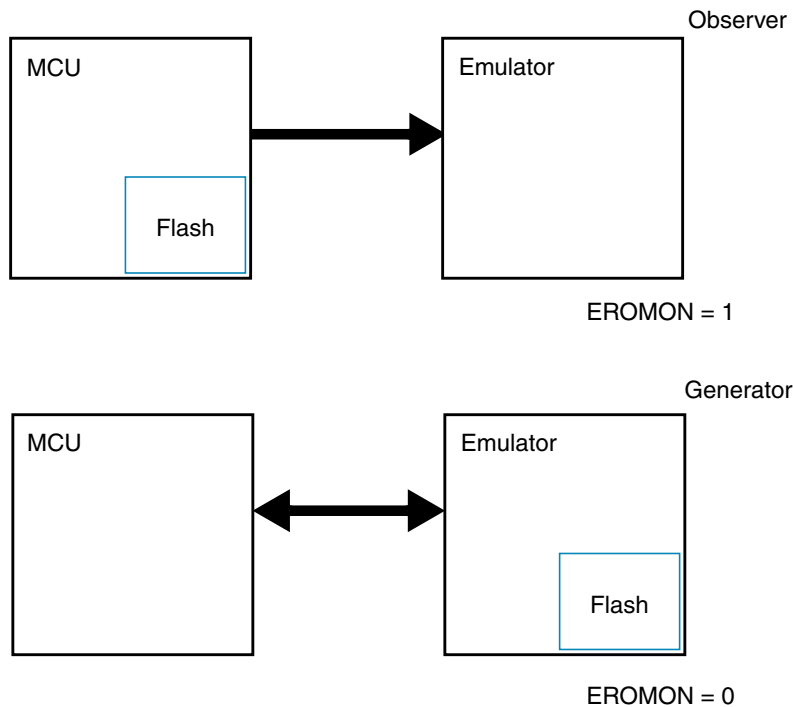 Observer
MCU
Emulator
Flash
EROMON = 1
Generator
MCU
Emulator
Flash
EROMON = 0